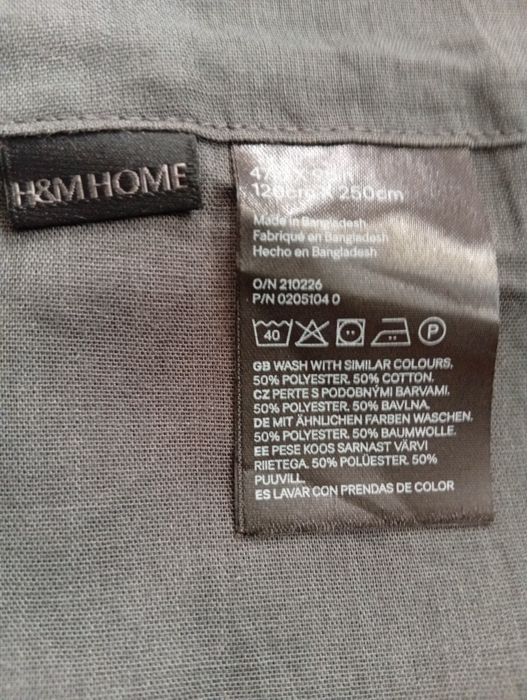 H&M HOME
120cm X 250cm
Made in Bangladesh
Fabriqué en Bangladesh
Hecho en Bangladesh
O/N 210226
P/N 0205104 0
40
P
GB WASH WITH SIMILAR COLOURS,
50% POLYESTER. 50% COTTON.
CZ PERTE S PODOBNÝMI BARVAMI.
50% POLYESTER. 50% BAVLNA.
DE MIT ÄHNLICHEN FARBEN WASCHEN.
50% POLYESTER. 50% BAUMWOLLE.
EE PESE KOOS SARNAST VÄRVI
RIIETEGA. 50% POLÜESTER. 50%
PUUVILL.
ES LAVAR CON PRENDAS DE COLOR